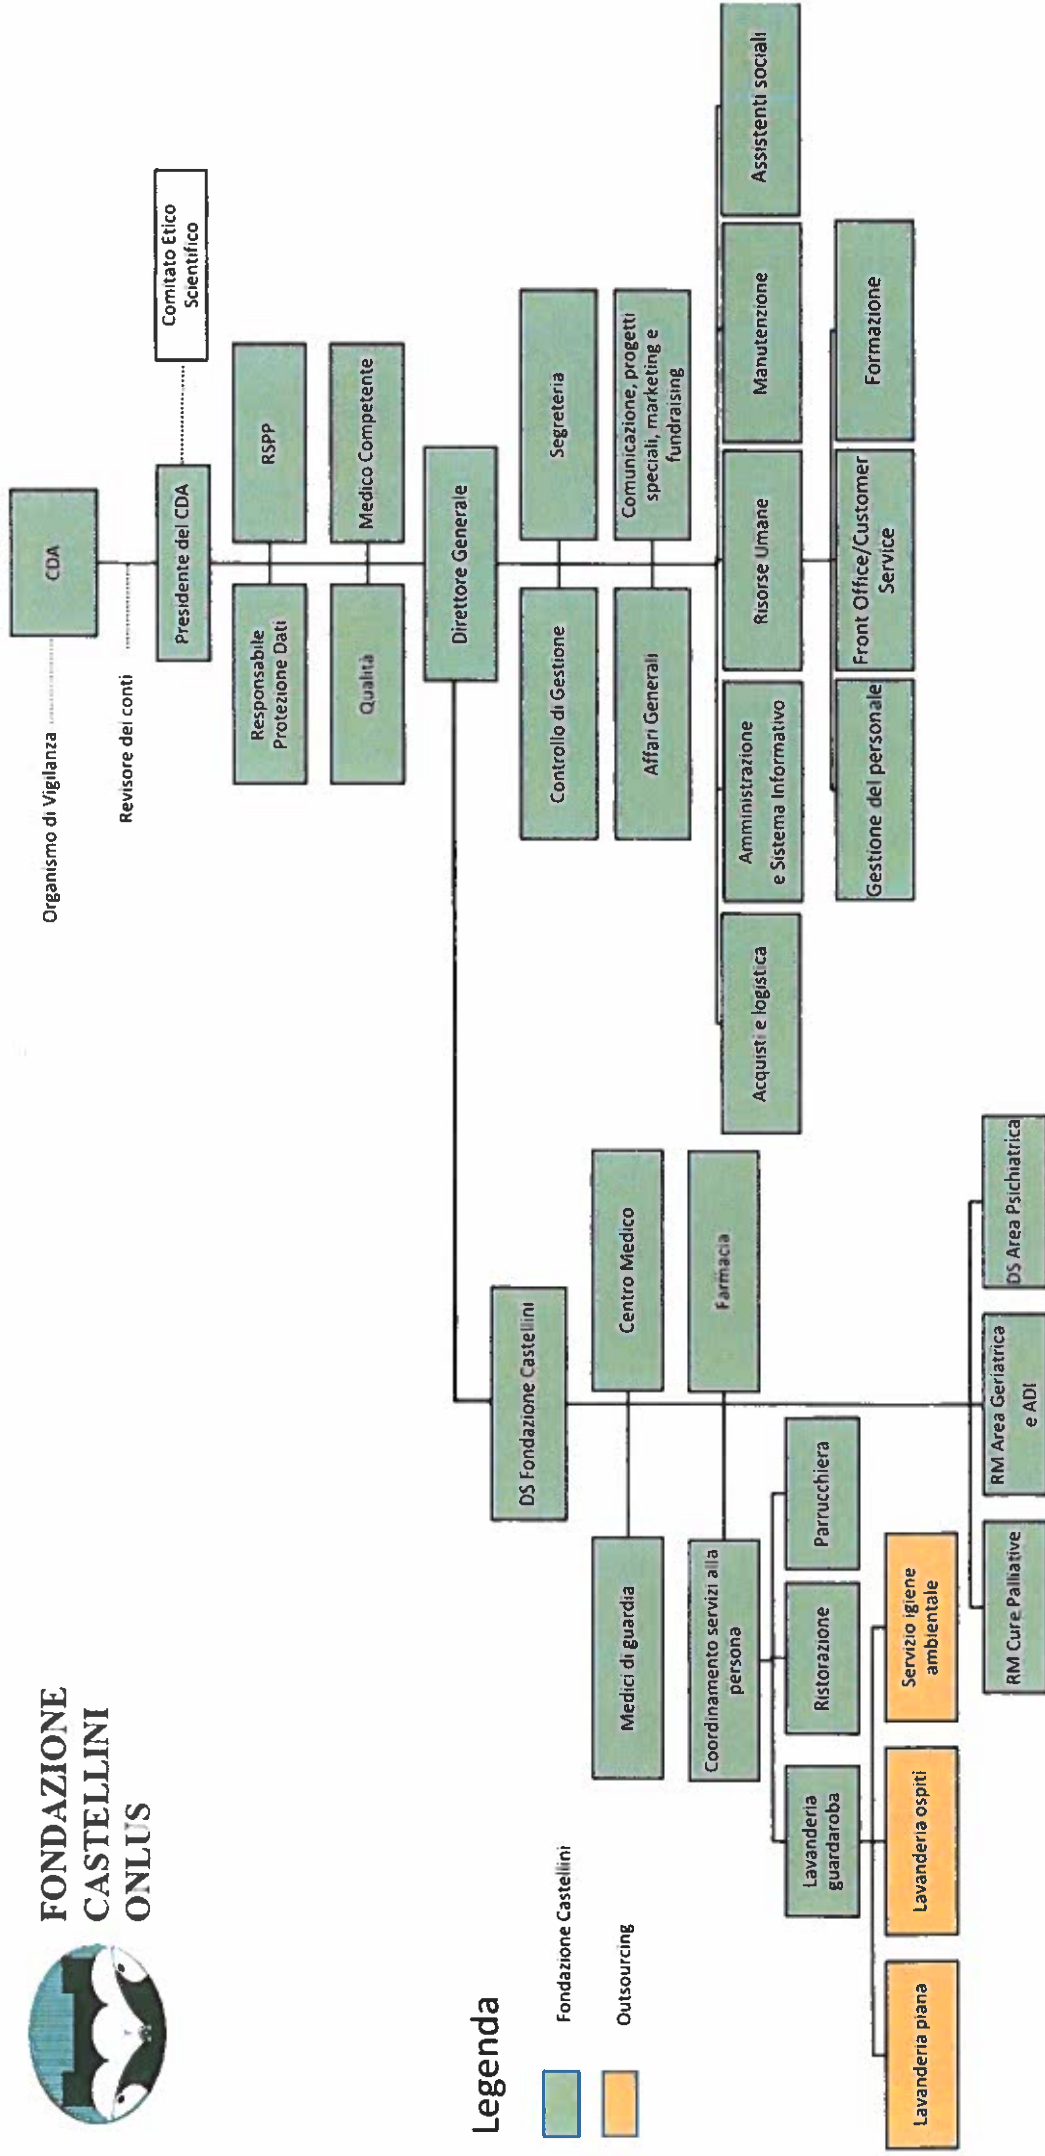 FONDAZIONE
CASTELLINI
ONLUS
Organismo di Vigilanza
CDA
Revisore dei conti
Presidente del CDA
Comitato Etico
Scientifico
Responsabile
Protezione Dati
RSPP
Qualità
Medico Competente
Direttore Generale
Legenda
Fondazione Castellini
Outsourcing
DS Fondazione Castellini
Controllo di Gestione
Segreteria
Medici di guardia
Centro Medico
Affari Generali
Comunicazione, progetti
speciali, marketing e
fundraising
Coordinamento servizi alla
persona
Farmacia
Acquisti e logistica
Amministrazione
e Sistema Informativo
Risorse Umane
Manutenzione
Assistenti sociali
Lavanderia
guardaroba
Ristorazione
Parrucchiera
Gestione del personale
Front Office/Customer
Service
Formazione
Lavanderia piana
Lavanderia ospiti
Servizio igiene
ambientale
RM Cure Palliative
RM Area Geriatrica
e ADI
DS Area Psichiatrica